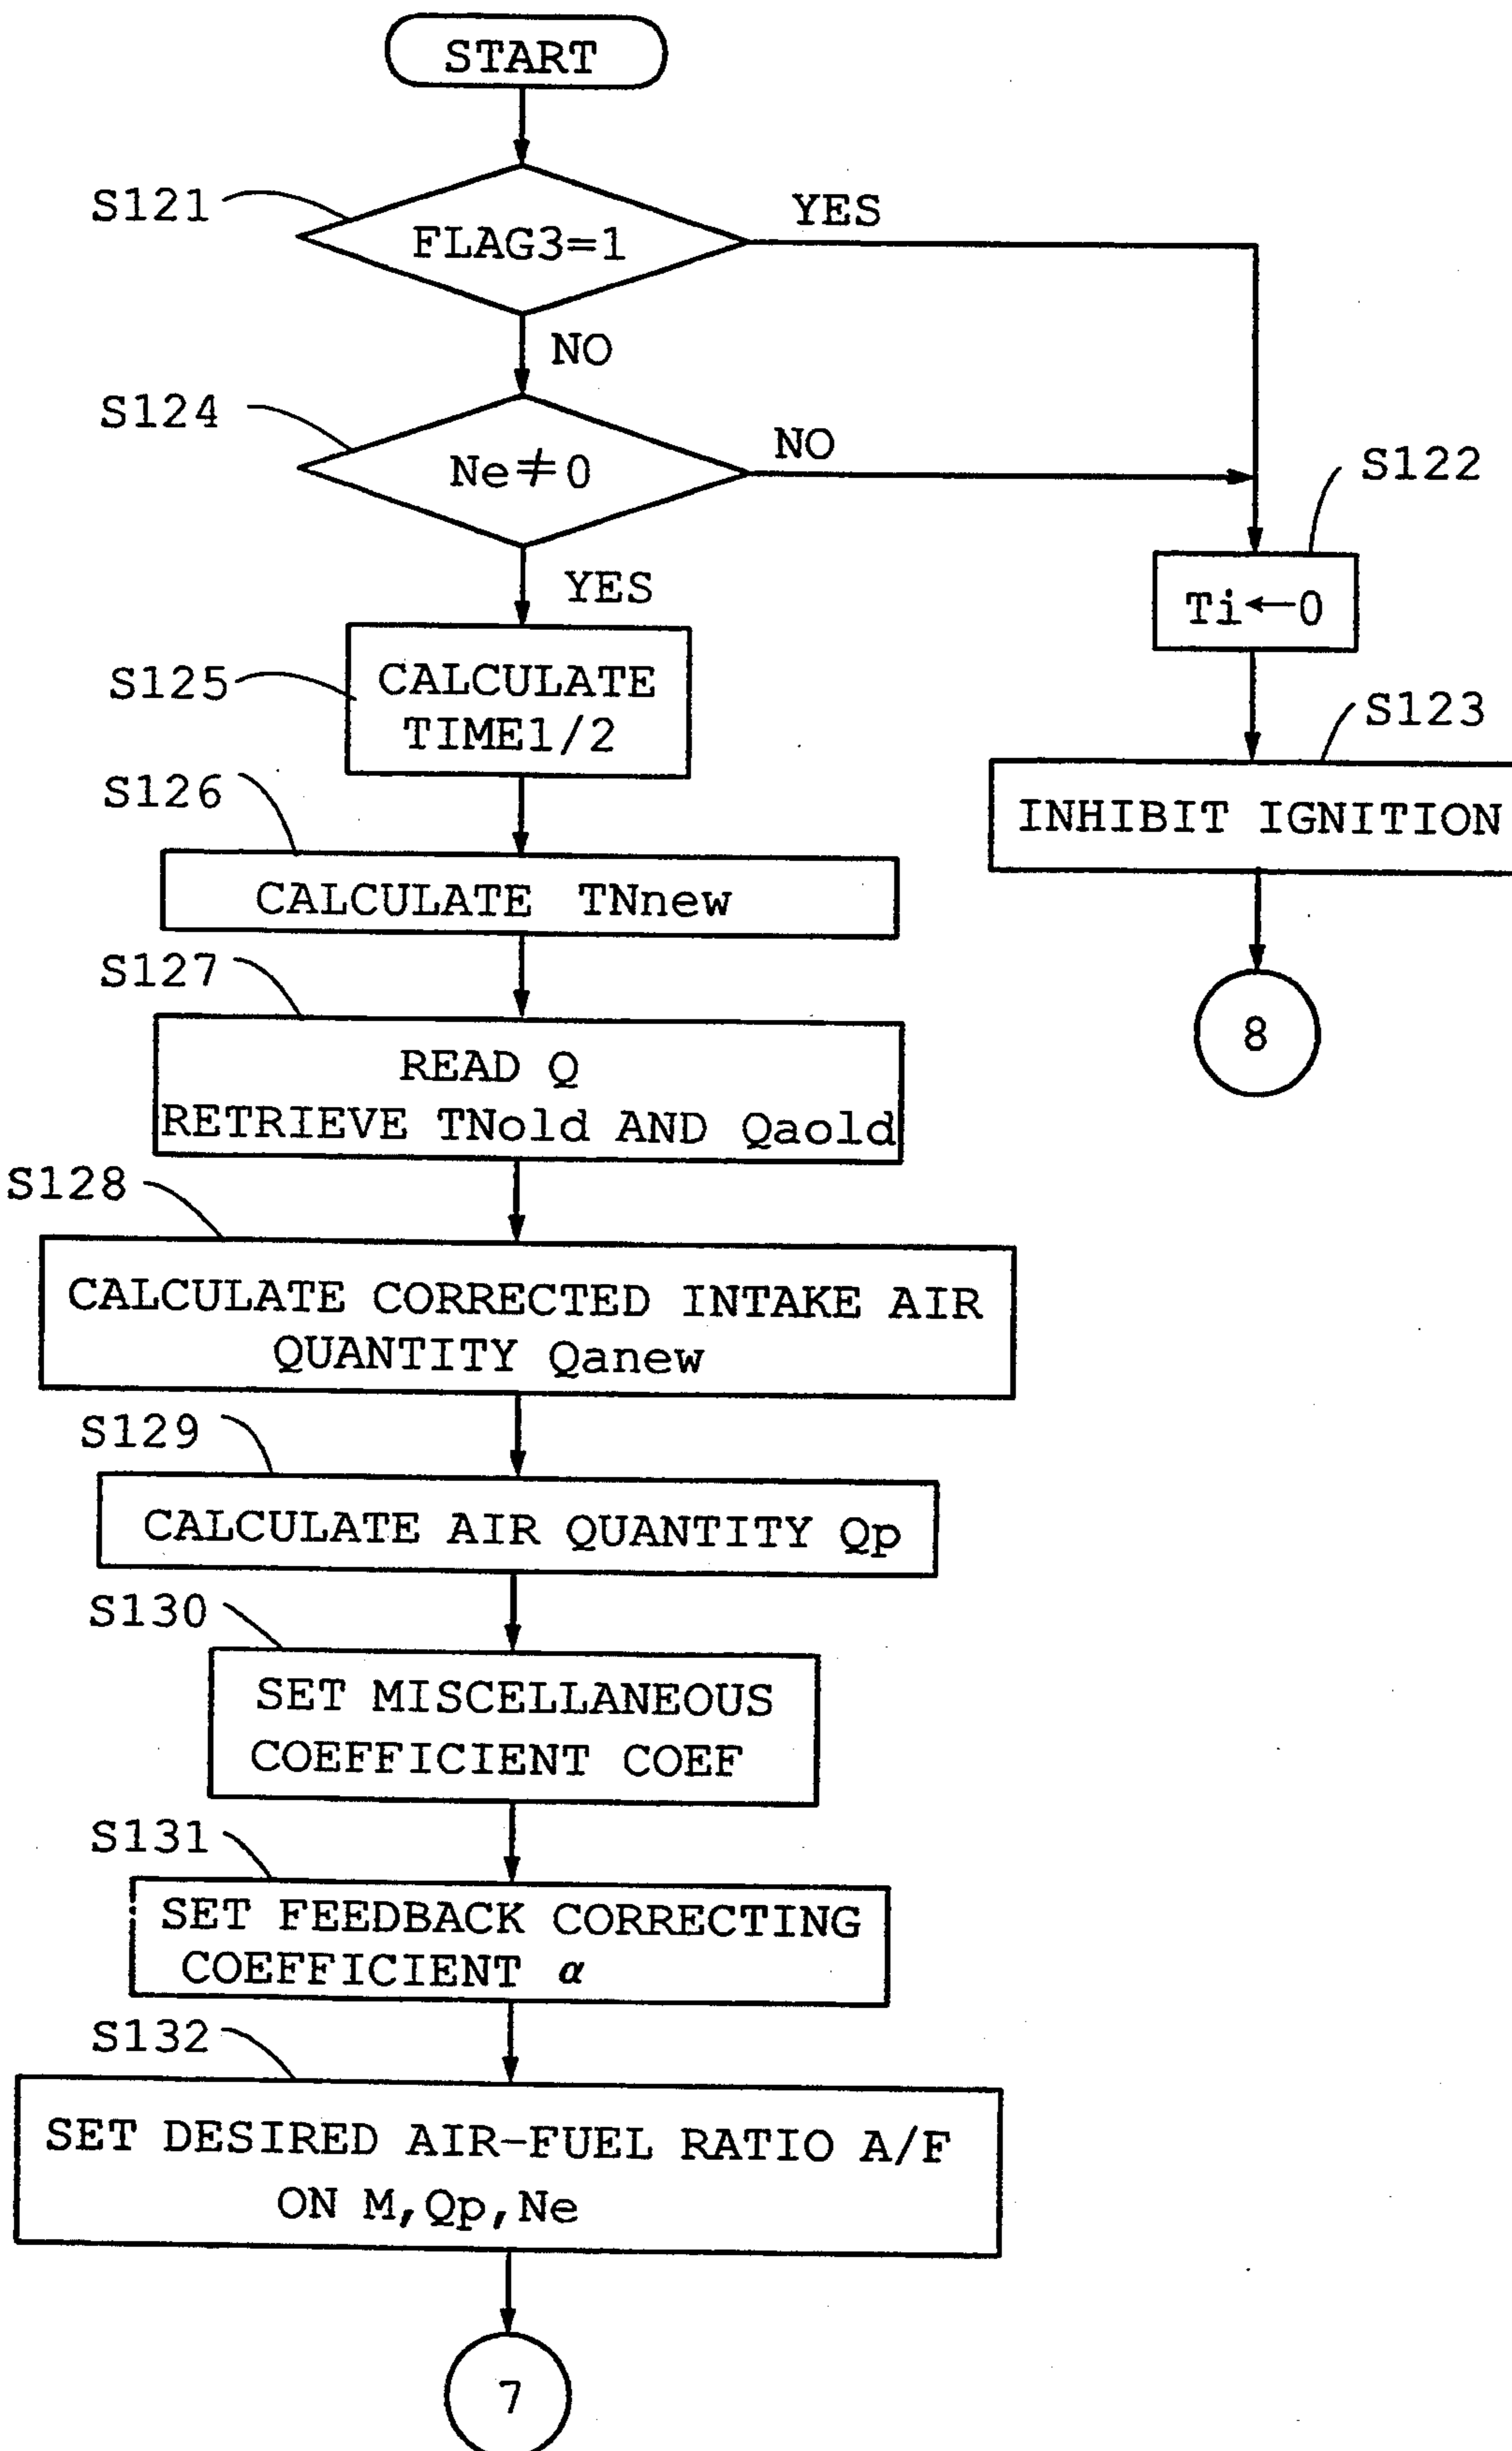 START
S121
FLAG3=1
YES
NO
S124
Ne≠0
NO
YES
S122
Ti←0
S123
INHIBIT IGNITION
8
S125
CALCULATE
TIME1/2
S126
CALCULATE TNnew
S127
READ Q
RETRIEVE TNold AND Qaold
S128
CALCULATE CORRECTED INTAKE AIR
QUANTITY Qanew
S129
CALCULATE AIR QUANTITY Qp
S130
SET MISCELLANEOUS
COEFFICIENT COEF
S131
SET FEEDBACK CORRECTING
COEFFICIENT α
S132
SET DESIRED AIR-FUEL RATIO A/F
ON M,Qp,Ne
7